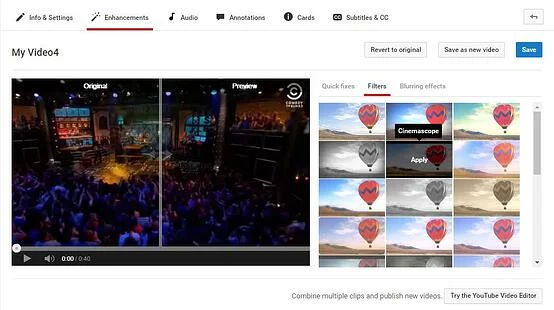 Info & Settings
Enhancements
Audio
Annotations
Cards
CC
Subtitles & CC
My Video4
Revert to original
Save as new video
Save
Original
Preview
COMEDY
CENTRAL
Quick fixes
Filters
Blurring effects
Cinemascope
Apply
0:00 / 0:40
Combine multiple clips and publish new videos.
Try the YouTube Video Editor